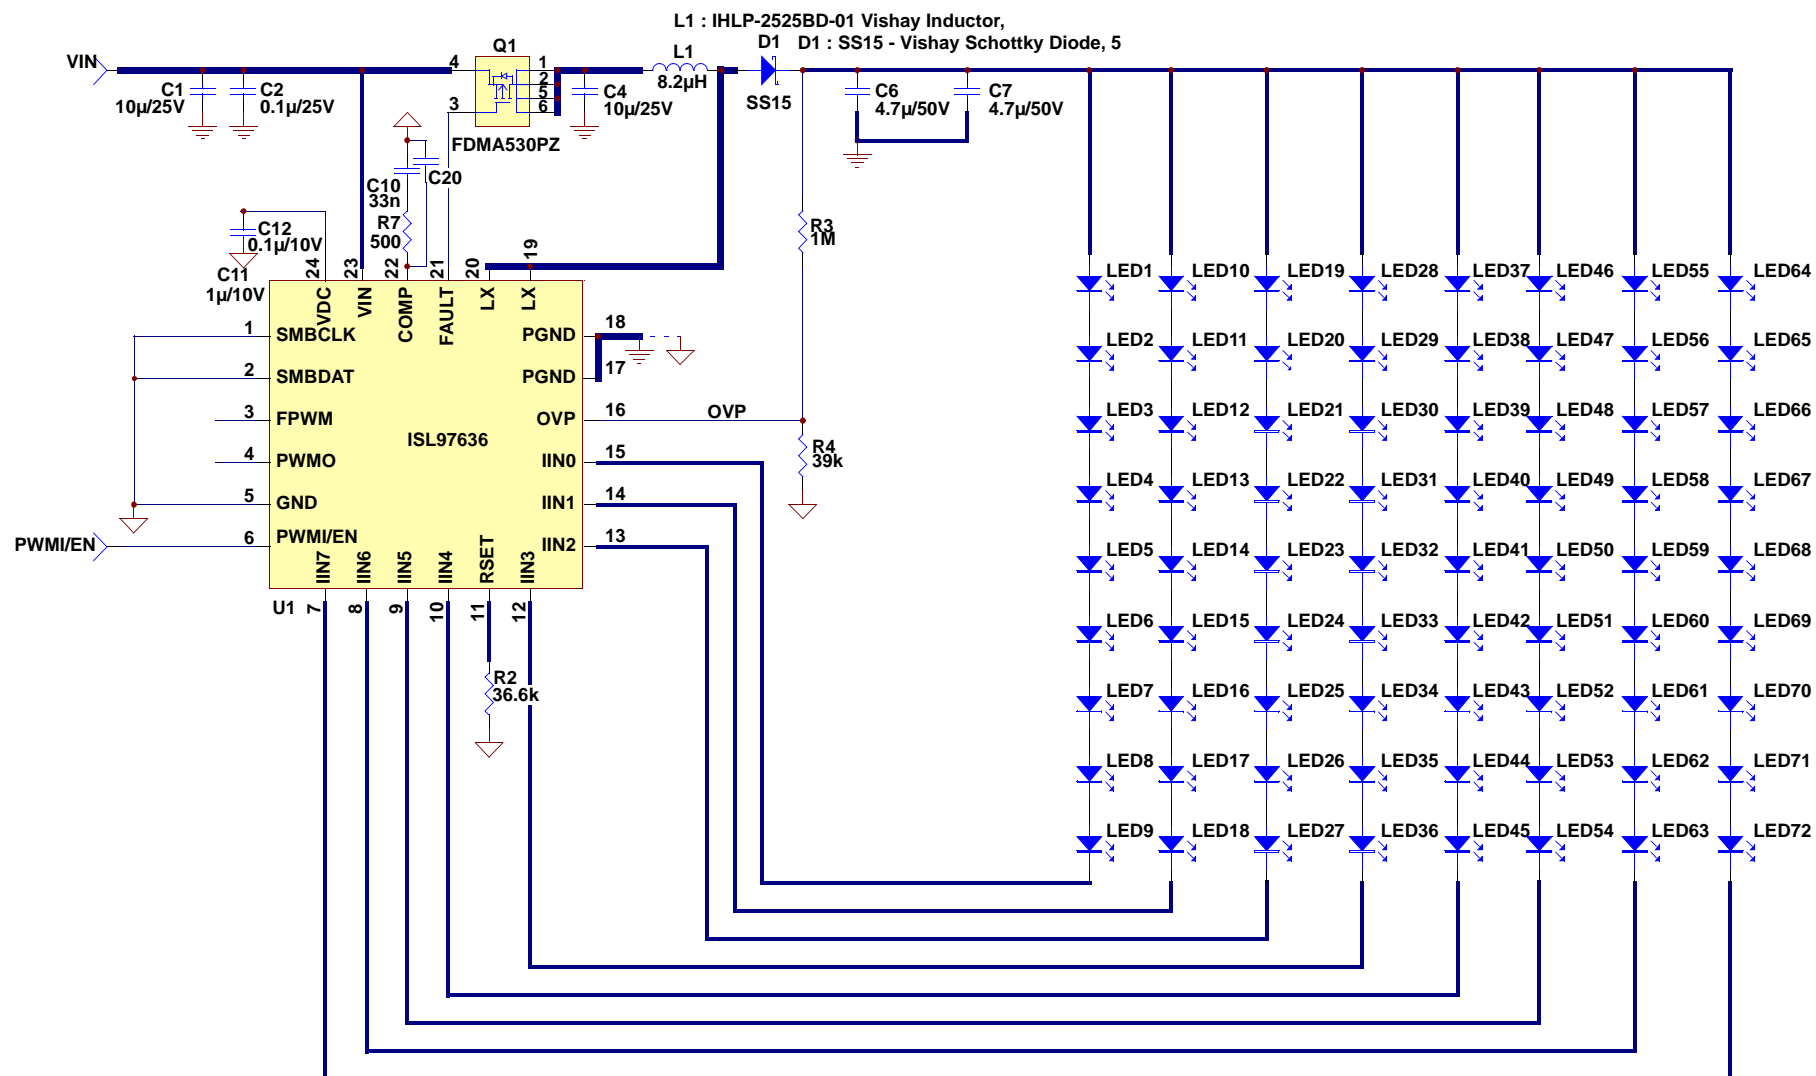 L1 : IHLP-2525BD-01 Vishay Inductor,
D1 D1 : SS15 - Vishay Schottky Diode, 5
VIN
Q1
L1
8.2µH
SS15
4
3
1
2
5
6
FDMA530PZ
C1
10µ/25V
C2
0.1µ/25V
C4
10µ/25V
C6
4.7µ/50V
C7
4.7µ/50V
C10
33n
C20
R7
500
C12
0.1µ/10V
C11
1µ/10V
R3
1M
R4
39k
24
23
22
21
20
19
VDC
VIN
COMP
FAULT
LX
LX
1 SMBCLK
2 SMBDAT
3 FPWM
4 PWMO
5 GND
PWMI/EN 6 PWMI/EN
ISL97636
PGND 18
PGND 17
OVP 16 OVP
IIN0 15
IIN1 14
IIN2 13
IIN7
IIN6
IIN5
IIN4
RSET
IIN3
U1
7
8
9
10
11
12
R2
36.6k
LED1 LED10 LED19 LED28 LED37 LED46 LED55 LED64
LED2 LED11 LED20 LED29 LED38 LED47 LED56 LED65
LED3 LED12 LED21 LED30 LED39 LED48 LED57 LED66
LED4 LED13 LED22 LED31 LED40 LED49 LED58 LED67
LED5 LED14 LED23 LED32 LED41 LED50 LED59 LED68
LED6 LED15 LED24 LED33 LED42 LED51 LED60 LED69
LED7 LED16 LED25 LED34 LED43 LED52 LED61 LED70
LED8 LED17 LED26 LED35 LED44 LED53 LED62 LED71
LED9 LED18 LED27 LED36 LED45 LED54 LED63 LED72